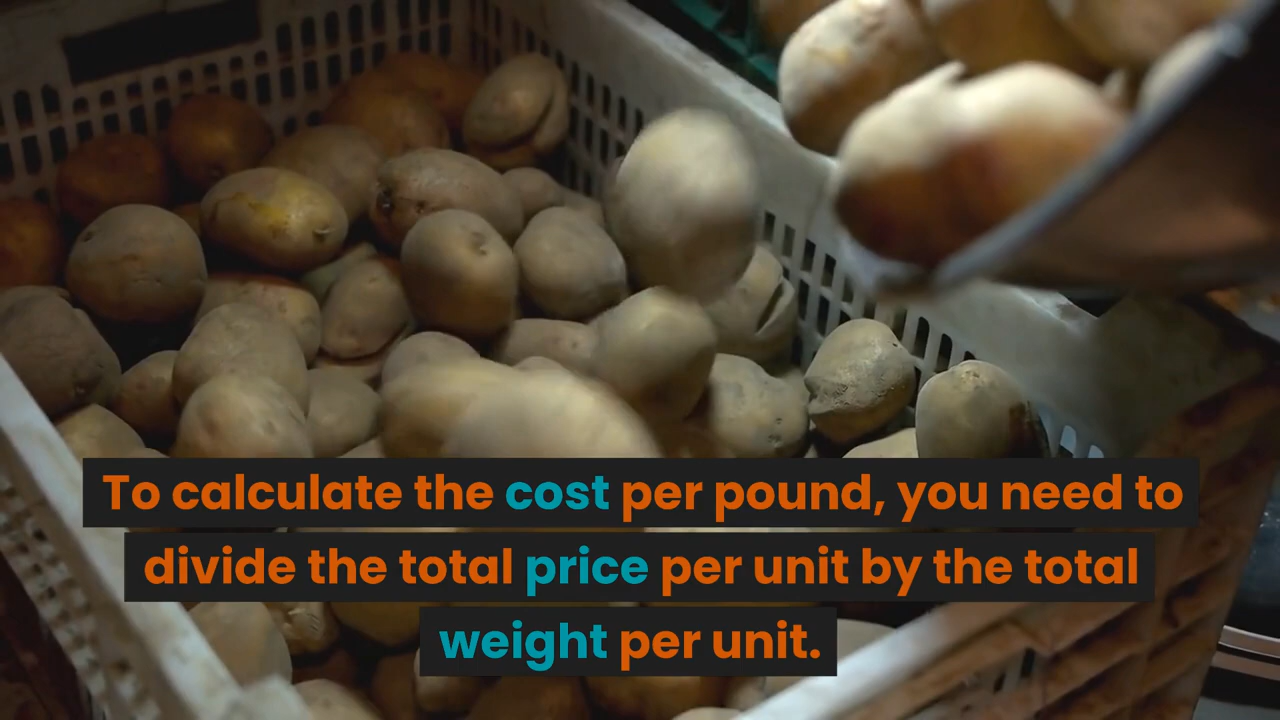 To calculate the cost per pound, you need to
divide the total price per unit by the total
weight per unit.